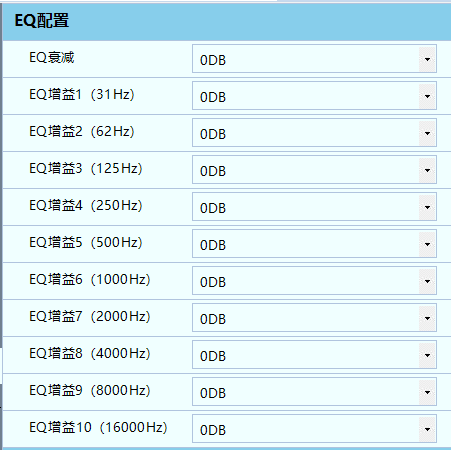 EQ配置
EQ衰减 0DB
EQ增益1（31Hz） 0DB
EQ增益2（62Hz） 0DB
EQ增益3（125Hz） 0DB
EQ增益4（250Hz） 0DB
EQ增益5（500Hz） 0DB
EQ增益6（1000Hz） 0DB
EQ增益7（2000Hz） 0DB
EQ增益8（4000Hz） 0DB
EQ增益9（8000Hz） 0DB
EQ增益10（16000Hz） 0DB